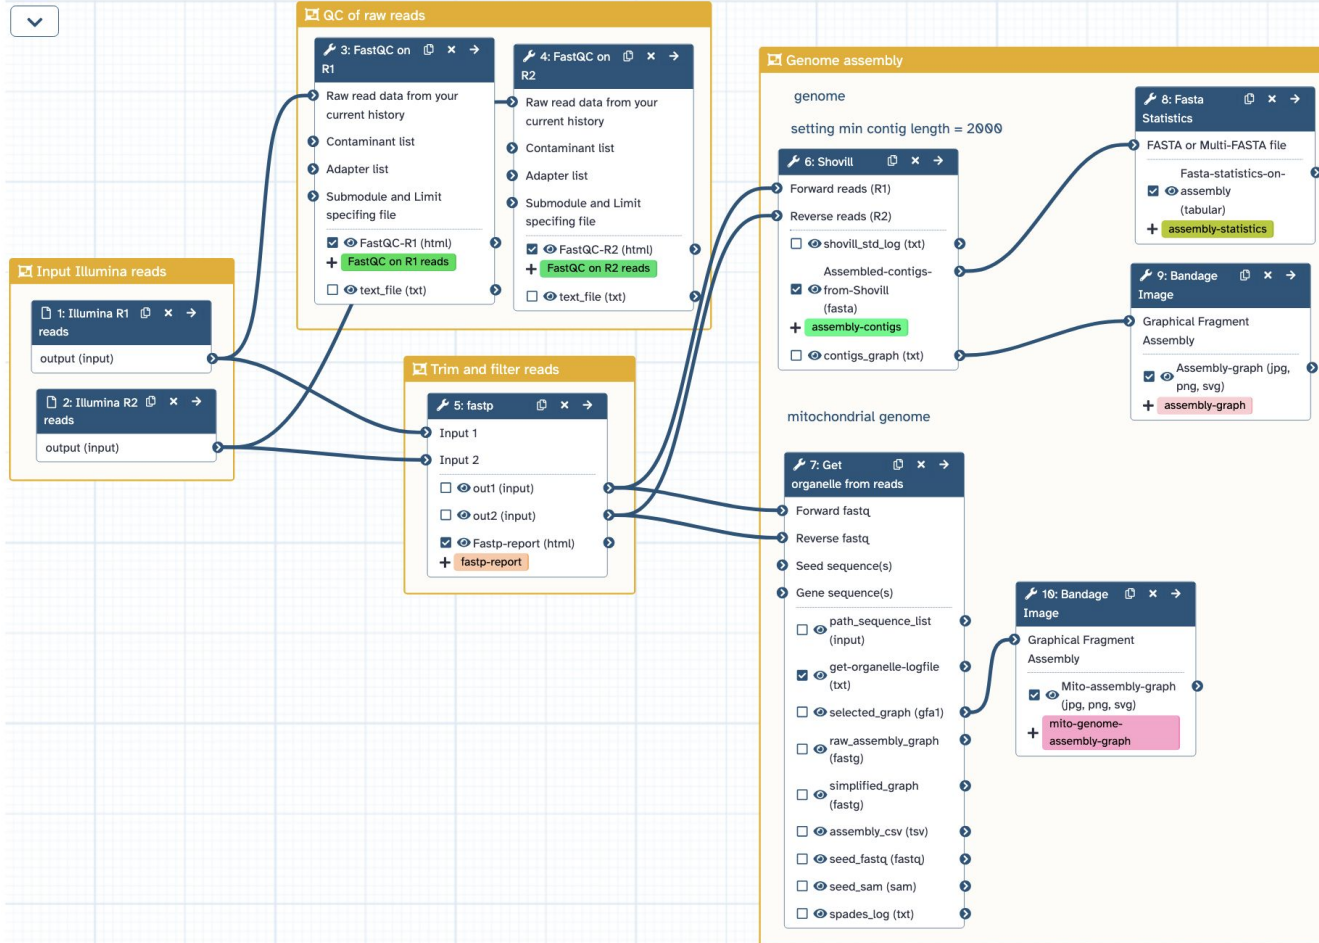 QC of raw reads
3: FastQC on
R1
Raw read data from your
current history
Contaminant list
Adapter list
Submodule and Limit
specifing file
FastQC-R1 (html)
FastQC on R1 reads
text_file (txt)
4: FastQC on
R2
Raw read data from your
current history
Contaminant list
Adapter list
Submodule and Limit
specifing file
FastQC-R2 (html)
FastQC on R2 reads
text_file (txt)
Input Illumina reads
1: Illumina R1
reads
output (input)
2: Illumina R2
reads
output (input)
Trim and filter reads
5: fastp
Input 1
Input 2
out1 (input)
out2 (input)
Fastp-report (html)
fastp-report
Genome assembly
genome
setting min contig length = 2000
6: Shovill
Forward reads (R1)
Reverse reads (R2)
shovill_std_log (txt)
Assembled-contigs-
from-Shovill
(fasta)
assembly-contigs
contigs_graph (txt)
8: Fasta
Statistics
FASTA or Multi-FASTA file
Fasta-statistics-on-
assembly
(tabular)
assembly-statistics
9: Bandage
Image
Graphical Fragment
Assembly
Assembly-graph (jpg,
png, svg)
assembly-graph
mitochondrial genome
7: Get
organelle from reads
Forward fastq
Reverse fastq
Seed sequence(s)
Gene sequence(s)
path_sequence_list
(input)
get-organelle-logfile
(txt)
selected_graph (gfa1)
raw_assembly_graph
(fastg)
simplified_graph
(fastg)
assembly_csv (tsv)
seed_fastq (fastq)
seed_sam (sam)
spades_log (txt)
10: Bandage
Image
Graphical Fragment
Assembly
Mito-assembly-graph
(jpg, png, svg)
mito-genome-
assembly-graph